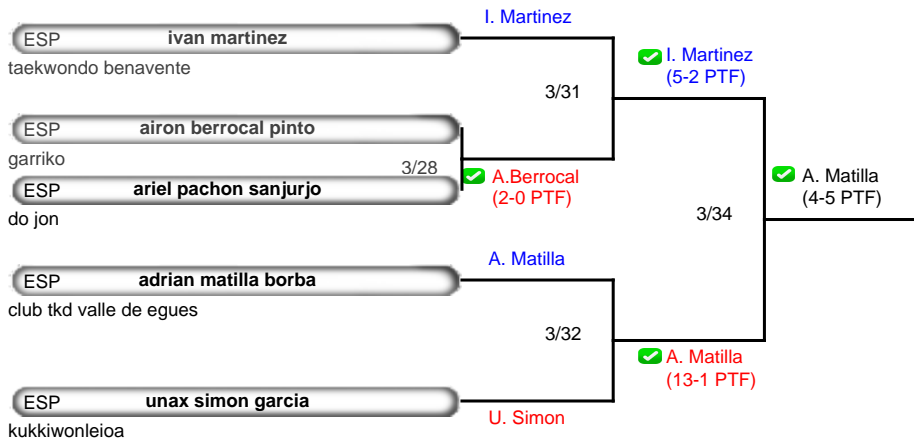 I. Martinez
ESP ivan martinez
taekwondo benavente
I. Martinez
(5-2 PTF)
3/31
ESP airon berrocal pinto
garriko
3/28
A.Berrocal
(2-0 PTF)
ESP ariel pachon sanjurjo
do jon
A. Matilla
(4-5 PTF)
3/34
A. Matilla
ESP adrian matilla borba
club tkd valle de egues
3/32
A. Matilla
(13-1 PTF)
ESP unax simon garcia
kukkiwonleioa
U. Simon